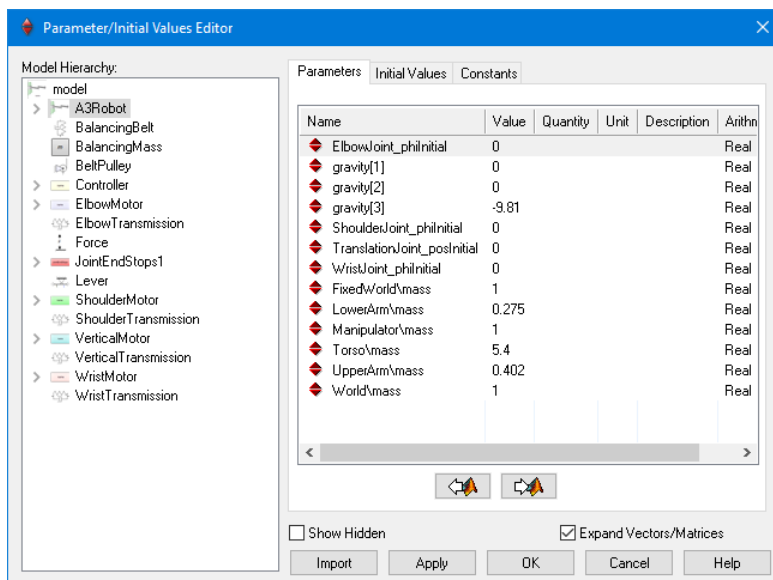 Parameter/Initial Values Editor
Model Hierarchy:
model
A3Robot
BalancingBelt
BalancingMass
BeltPulley
Controller
ElbowMotor
ElbowTransmission
Force
JointEndStops1
Lever
ShoulderMotor
ShoulderTransmission
VerticalMotor
VerticalTransmission
WristMotor
WristTransmission
Parameters Initial Values Constants
Name Value Quantity Unit Description Arithn
ElbowJoint_phiInitial 0 Real
gravity[1] 0 Real
gravity[2] 0 Real
gravity[3] -9.81 Real
ShoulderJoint_phiInitial 0 Real
TranslationJoint_posInitial 0 Real
WristJoint_phiInitial 0 Real
FixedWorld\mass 1 Real
LowerArm\mass 0.275 Real
Manipulator\mass 1 Real
Torso\mass 5.4 Real
UpperArm\mass 0.402 Real
World\mass 1 Real
Show Hidden Expand Vectors/Matrices
Import Apply OK Cancel Help